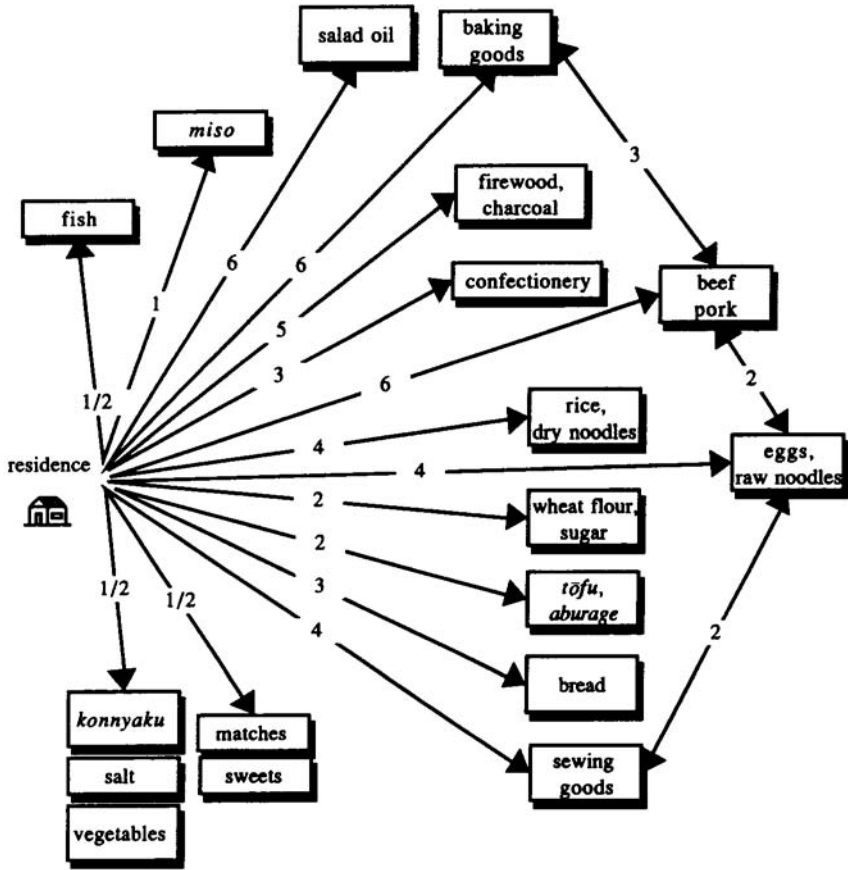 salad oil
baking
goods
miso
3
firewood,
charcoal
fish
6
6
confectionery
beef
pork
1
5
3
6
2
1/2
rice,
dry noodles
4
eggs,
raw noodles
residence
4
2
wheat flour,
sugar
2
tōfu,
aburage
1/2
1/2
3
4
2
bread
konnyaku
matches
salt
sweets
sewing
goods
vegetables